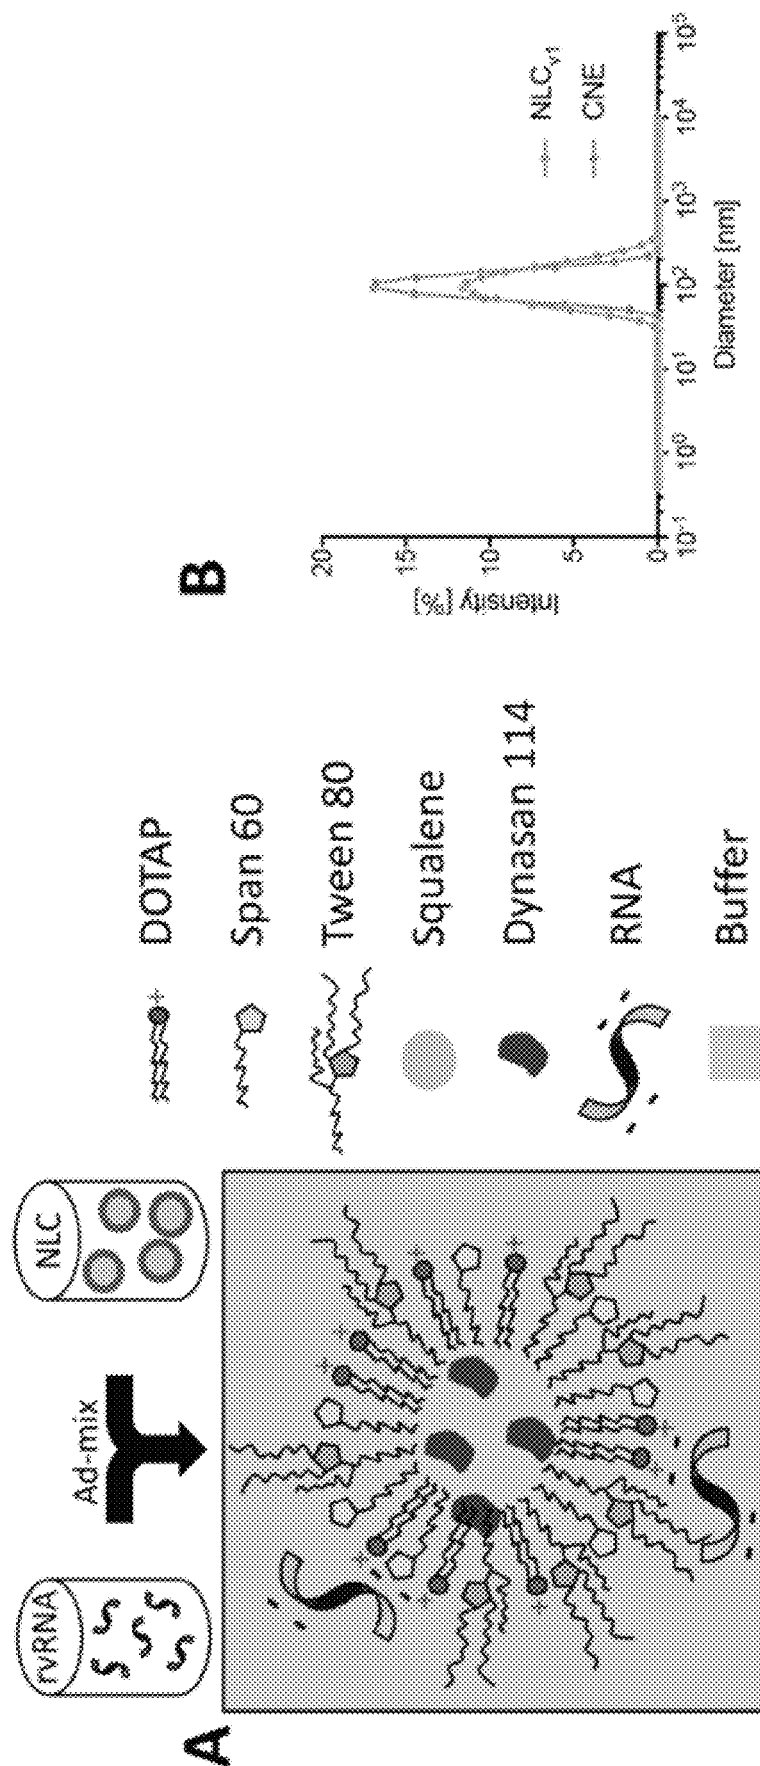 A
rvRNA
Ad-mix
NLC
DOTAP
Span 60
Tween 80
Squalene
Dynasan 114
RNA
Buffer
B
Intensity [%]
20
15
10
5
0
10⁻¹
10⁰
10¹
10²
10³
10⁴
10⁵
Diameter [nm]
NLCv1
CNE